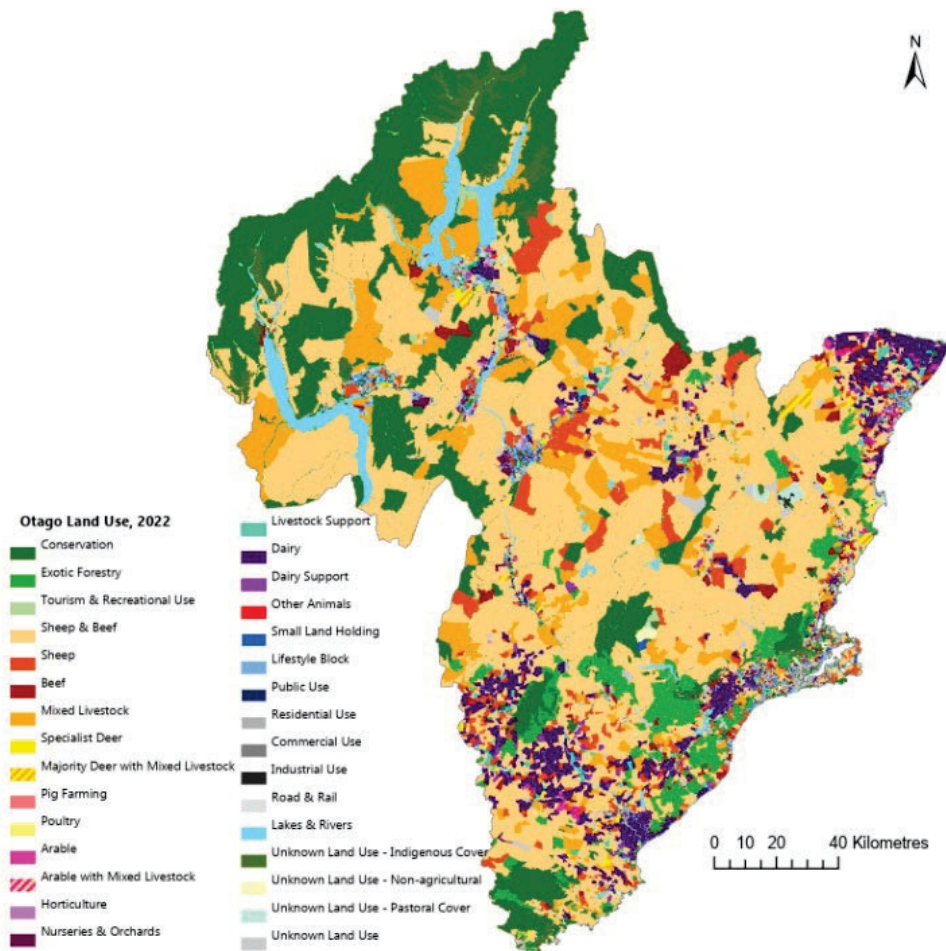 N
Otago Land Use, 2022
Conservation
Exotic Forestry
Tourism & Recreational Use
Sheep & Beef
Sheep
Beef
Mixed Livestock
Specialist Deer
Majority Deer with Mixed Livestock
Pig Farming
Poultry
Arable
Arable with Mixed Livestock
Horticulture
Nurseries & Orchards
Livestock Support
Dairy
Dairy Support
Other Animals
Small Land Holding
Lifestyle Block
Public Use
Residential Use
Commercial Use
Industrial Use
Road & Rail
Lakes & Rivers
Unknown Land Use - Indigenous Cover
Unknown Land Use - Non-agricultural
Unknown Land Use - Pastoral Cover
Unknown Land Use
0 10 20 40 Kilometres